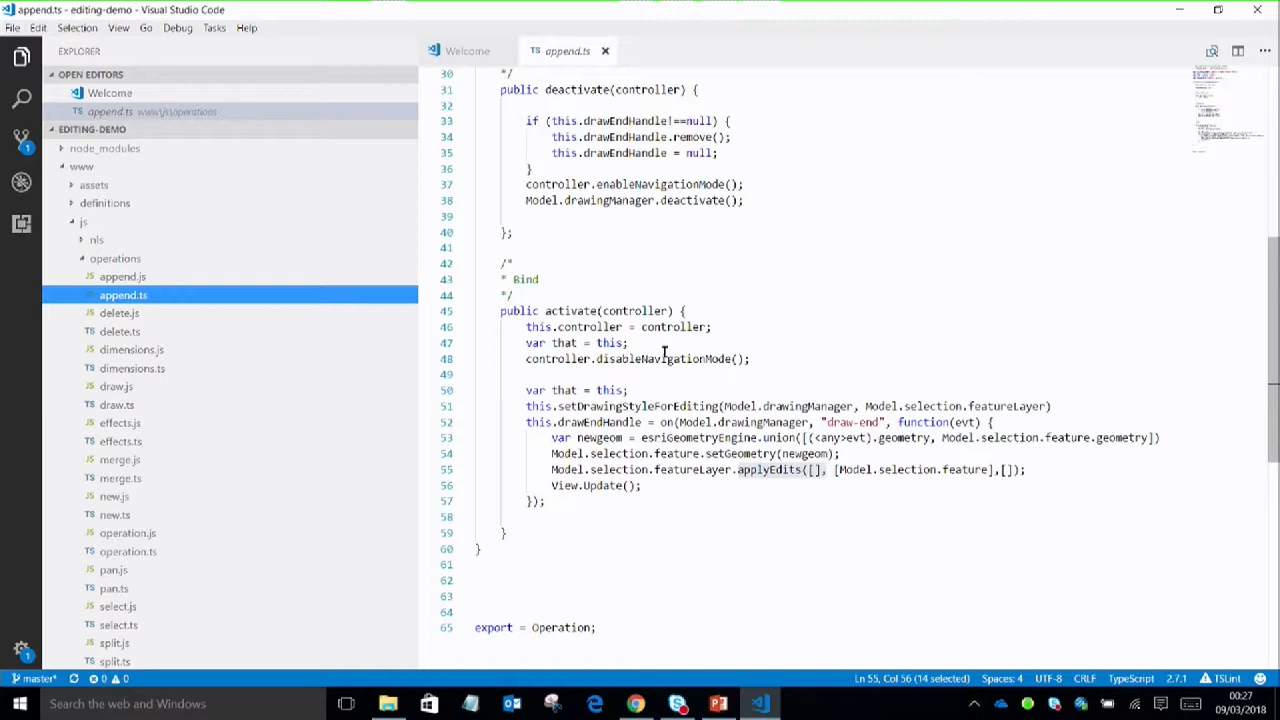 append.ts - editing-demo - Visual Studio Code
File Edit Selection View Go Debug Tasks Help
EXPLORER
OPEN EDITORS
Welcome
append.ts www\js\operations
EDITING-DEMO
node_modules
www
assets
definitions
js
nls
operations
append.js
append.ts
delete.js
delete.ts
dimensions.js
dimensions.ts
draw.js
draw.ts
effects.js
effects.ts
merge.js
merge.ts
new.js
new.ts
operation.js
operation.ts
pan.js
pan.ts
select.js
select.ts
split.js
split.ts
Welcome
TS append.ts
30 */
31 public deactivate(controller) {
32
33 if (this.drawEndHandle!==null) {
34 this.drawEndHandle.remove();
35 this.drawEndHandle = null;
36 }
37 controller.enableNavigationMode();
38 Model.drawingManager.deactivate();
39
40 };
41
42 /*
43 * Bind
44 */
45 public activate(controller) {
46 this.controller = controller;
47 var that = this;
48 controller.disableNavigationMode();
49
50 var that = this;
51 this.setDrawingStyleForEditing(Model.drawingManager, Model.selection.featureLayer)
52 this.drawEndHandle = on(Model.drawingManager, "draw-end", function(evt) {
53 var newgeom = esriGeometryEngine.union([(<any>evt).geometry, Model.selection.feature.geometry])
54 Model.selection.feature.setGeometry(newgeom);
55 Model.selection.featureLayer.applyEdits([], [Model.selection.feature],[]);
56 View.Update();
57 });
58
59 }
60 }
61
62
63
64
65 export = Operation;
master* 0 0
Ln 55, Col 56 (14 selected) Spaces: 4 UTF-8 CRLF TypeScript 2.7.1 TSLint
Search the web and Windows
00:27
09/03/2018